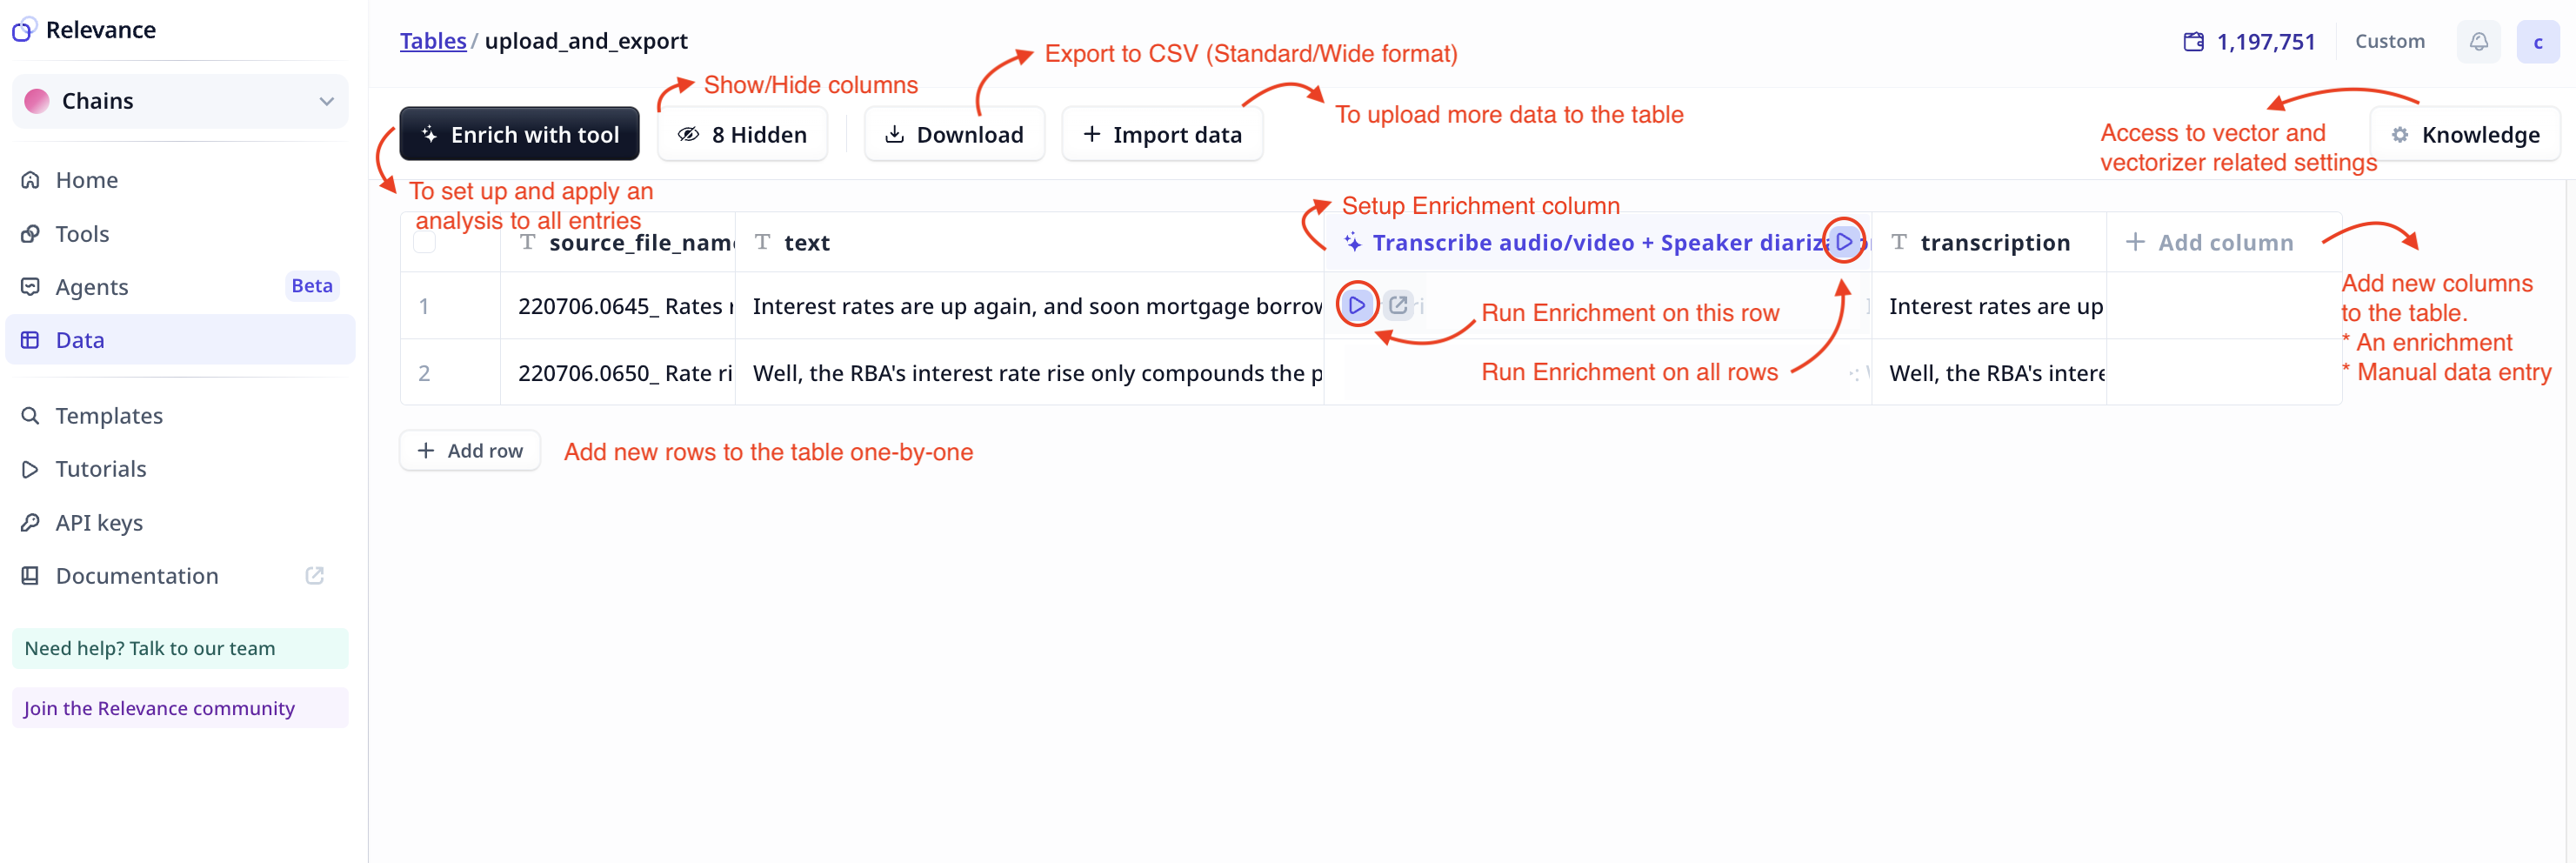 Relevance
Chains
Home
Tools
Agents Beta
Data
Templates
Tutorials
API keys
Documentation
Need help? Talk to our team
Join the Relevance community
Tables / upload_and_export
1,197,751 Custom c
Export to CSV (Standard/Wide format)
Show/Hide columns
To upload more data to the table
Enrich with tool 8 Hidden Download + Import data Knowledge
Access to vector and
vectorizer related settings
To set up and apply an
analysis to all entries
Setup Enrichment column
T source_file_name T text Transcribe audio/video + Speaker diariz T transcription + Add column
1 220706.0645_ Rates r Interest rates are up again, and soon mortgage borrow Interest rates are up
2 220706.0650_ Rate ri Well, the RBA's interest rate rise only compounds the p Well, the RBA's intere
Run Enrichment on this row
Run Enrichment on all rows
Add new columns
to the table.
* An enrichment
* Manual data entry
+ Add row Add new rows to the table one-by-one